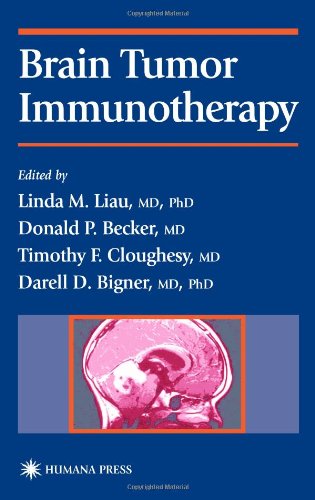 Brain Tumor
Immunotherapy
Edited by
Linda M. Liau, MD, PhD
Donald P. Becker, MD
Timothy F. Cloughesy, MD
Darell D. Bigner, MD, PhD
HUMANA PRESS